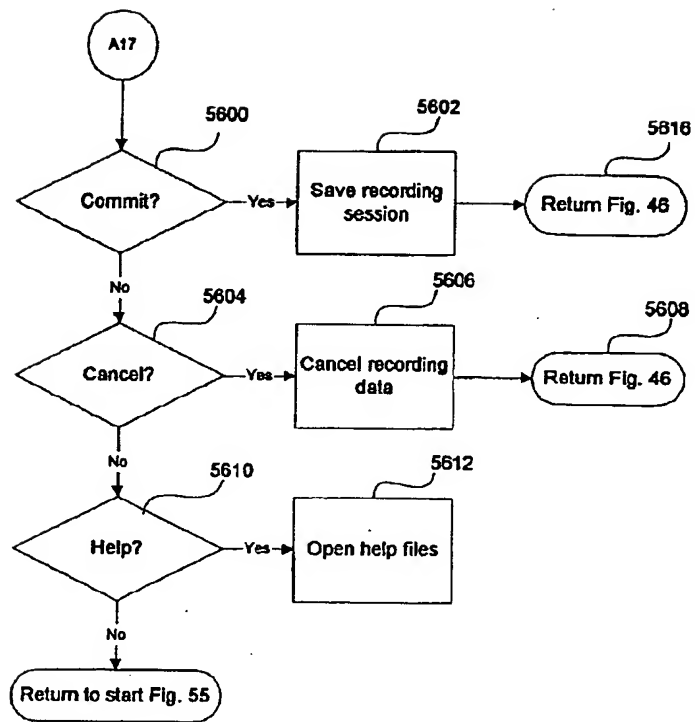 A17
5600
5602
5616
Commit?
Yes
Save recording
session
Return Fig. 46
No
5604
5606
5608
Cancel?
Yes
Cancel recording
data
Return Fig. 46
No
5610
5612
Help?
Yes
Open help files
No
Return to start Fig. 55